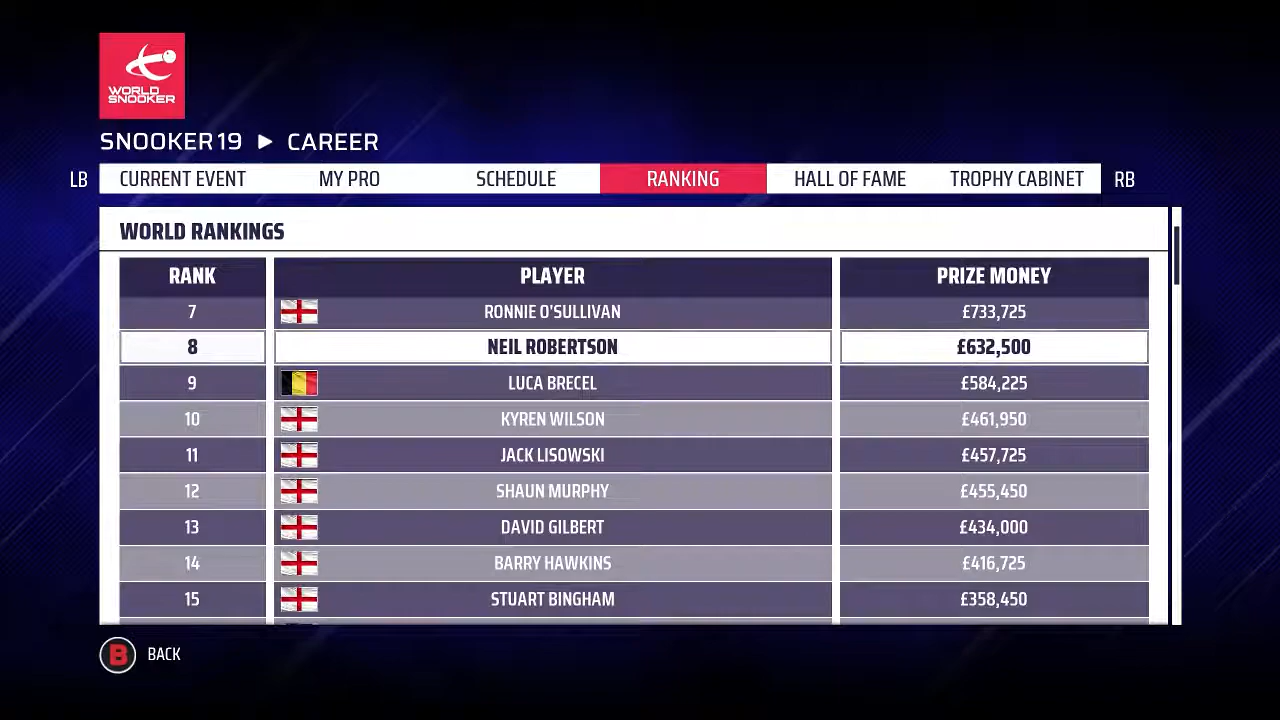 WORLD
SNOOKER
SNOOKER 19 ▶ CAREER
LB CURRENT EVENT MY PRO SCHEDULE RANKING HALL OF FAME TROPHY CABINET RB
WORLD RANKINGS
RANK PLAYER PRIZE MONEY
7 RONNIE O'SULLIVAN £733,725
8 NEIL ROBERTSON £632,500
9 LUCA BRECEL £584,225
10 KYREN WILSON £461,950
11 JACK LISOWSKI £457,725
12 SHAUN MURPHY £455,450
13 DAVID GILBERT £434,000
14 BARRY HAWKINS £416,725
15 STUART BINGHAM £358,450
B BACK